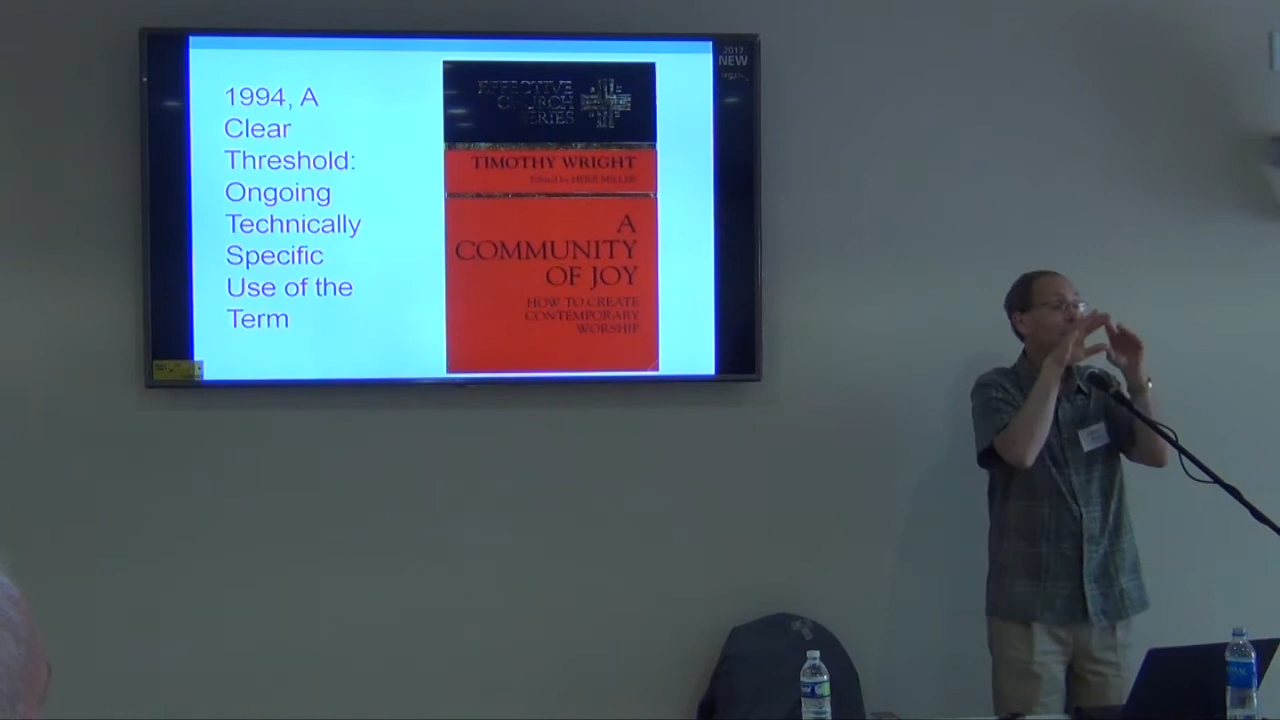 1994, A
Clear
Threshold:
Ongoing
Technically
Specific
Use of the
Term
EFFECTIVE
CHURCH
SERIES
TIMOTHY WRIGHT
Edited by HERB MILLER
A
COMMUNITY
OF JOY
HOW TO CREATE
CONTEMPORARY
WORSHIP
2017
NEW